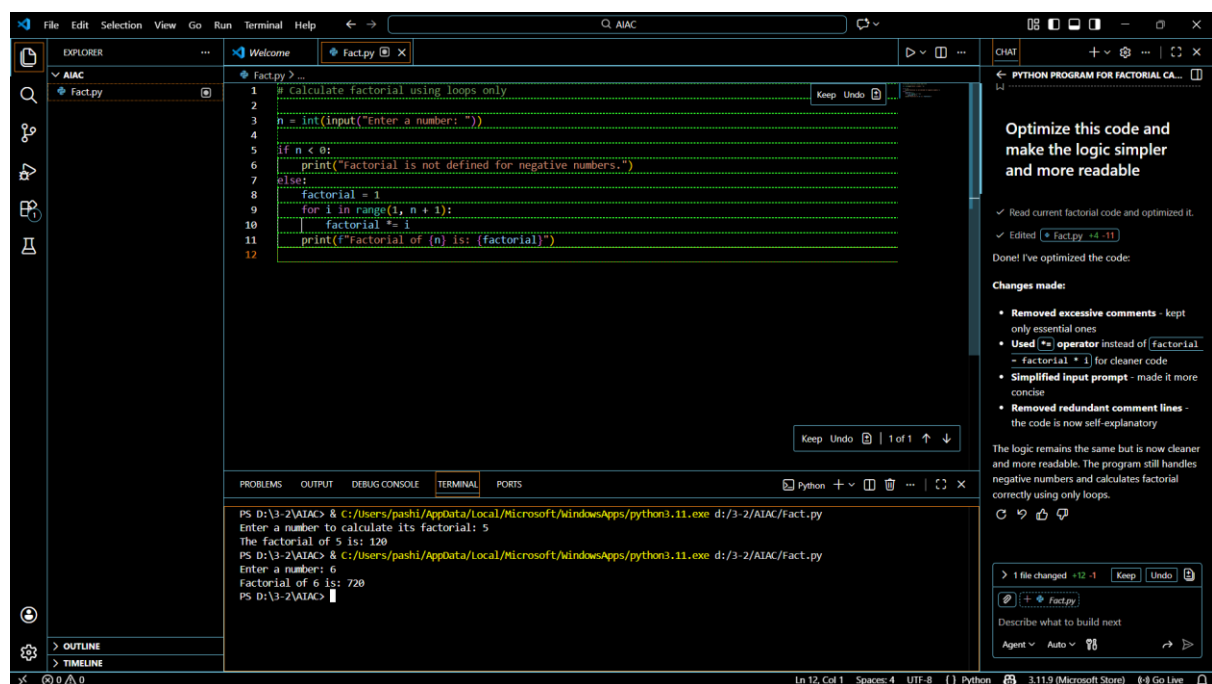 File Edit Selection View Go Run Terminal Help
AIAC
EXPLORER
AIAC
Fact.py
OUTLINE
TIMELINE
Welcome
Fact.py
Fact.py > ...
1 # Calculate factorial using loops only
2
3 n = int(input("Enter a number: "))
4
5 if n < 0:
6 print("Factorial is not defined for negative numbers.")
7 else:
8 factorial = 1
9 for i in range(1, n + 1):
10 factorial *= i
11 print(f"Factorial of {n} is: {factorial}")
12
Keep Undo
Keep Undo 1 of 1
PROBLEMS OUTPUT DEBUG CONSOLE TERMINAL PORTS
Python
PS D:\3-2\AIAC> & C:/Users/pashi/AppData/Local/Microsoft/WindowsApps/python3.11.exe d:/3-2/AIAC/Fact.py
Enter a number to calculate its factorial: 5
The factorial of 5 is: 120
PS D:\3-2\AIAC> & C:/Users/pashi/AppData/Local/Microsoft/WindowsApps/python3.11.exe d:/3-2/AIAC/Fact.py
Enter a number: 6
Factorial of 6 is: 720
PS D:\3-2\AIAC>
CHAT
PYTHON PROGRAM FOR FACTORIAL CA...
Optimize this code and
make the logic simpler
and more readable
Read current factorial code and optimized it.
Edited Fact.py +4 -11
Done! I've optimized the code:
Changes made:
• Removed excessive comments - kept
only essential ones
• Used *= operator instead of factorial
= factorial * i for cleaner code
• Simplified input prompt - made it more
concise
• Removed redundant comment lines -
the code is now self-explanatory
The logic remains the same but is now cleaner
and more readable. The program still handles
negative numbers and calculates factorial
correctly using only loops.
1 file changed +12 -1 Keep Undo
Fact.py
Describe what to build next
Agent Auto
0 0 Ln 12, Col 1 Spaces: 4 UTF-8 { } Python 3.11.9 (Microsoft Store) Go Live